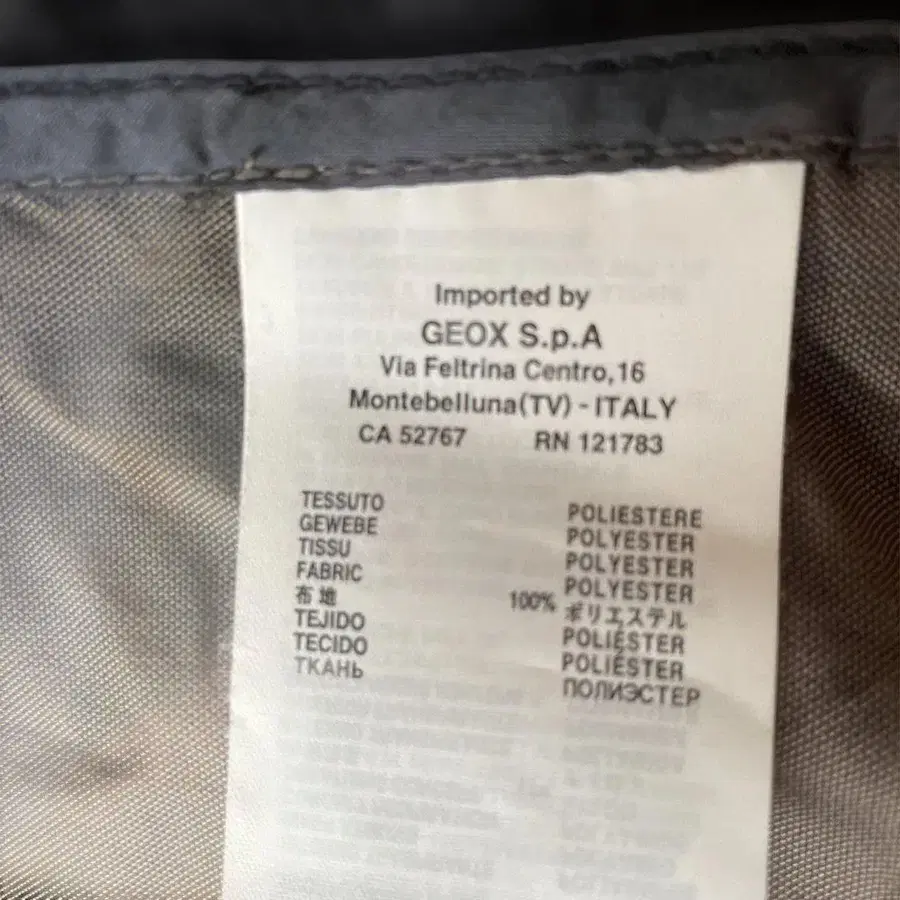 Imported by
GEOX S.p.A
Via Feltrina Centro,16
Montebelluna(TV) - ITALY
CA 52767 RN 121783
TESSUTO POLIESTERE
GEWEBE POLYESTER
TISSU POLYESTER
FABRIC POLYESTER
布地 100% ポリエステル
TEJIDO POLIÉSTER
TECIDO POLIÉSTER
ТКАНЬ ПОЛИЭСТЕР